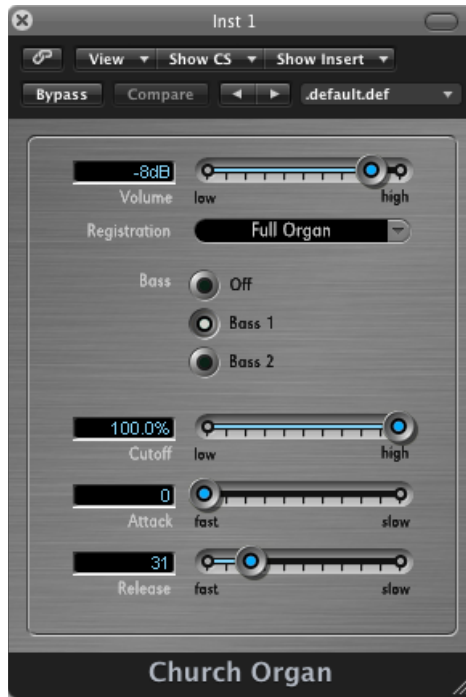 Inst 1
View Show CS Show Insert
Bypass Compare .default.def
-8dB
Volume low high
Registration Full Organ
Bass Off
Bass 1
Bass 2
100.0%
Cutoff low high
0
Attack fast slow
31
Release fast slow
Church Organ